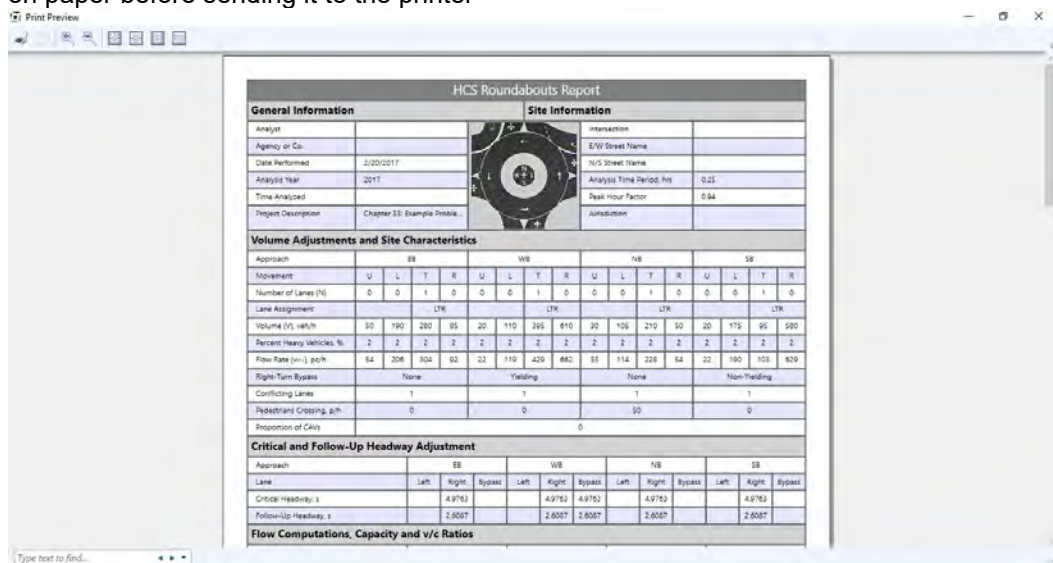 on paper before sending it to the printer
Print Preview
HCS Roundabouts Report
General Information Site Information
Analyst Intersection
Agency or Co. E/W Street Name
Date Performed 2/20/2017 N/S Street Name
Analysis Year 2017 Analysis Time Period, hrs 0.25
Time Analyzed Peak Hour Factor 0.94
Project Description Chapter 33: Example Proble... Jurisdiction
Volume Adjustments and Site Characteristics
Approach EB WB NB SB
Movement U L T R U L T R U L T R U L T R
Number of Lanes (N) 0 0 1 0 0 0 1 0 0 0 1 0 0 0 1 0
Lane Assignment LTR LTR LTR LTR
Volume (V), veh/h 50 190 280 85 20 110 395 610 30 105 210 50 20 175 95 580
Percent Heavy Vehicles, % 2 2 2 2 2 2 2 2 2 2 2 2 2 2 2 2
Flow Rate pc/h 54 206 304 92 22 119 429 662 33 114 228 54 22 190 103 629
Right-Turn Bypass None Yielding None Non-Yielding
Conflicting Lanes 1 1 1 1
Pedestrians Crossing, p/h 0 0 50 0
Proportion of CAVs 0
Critical and Follow-Up Headway Adjustment
Approach EB WB NB SB
Lane Left Right Bypass Left Right Bypass Left Right Bypass Left Right Bypass
Critical Headway, s 4.9763 4.9763 4.9763 4.9763 4.9763
Follow-Up Headway, s 2.6087 2.6087 2.6087 2.6087 2.6087
Flow Computations, Capacity and v/c Ratios
Type text to find...